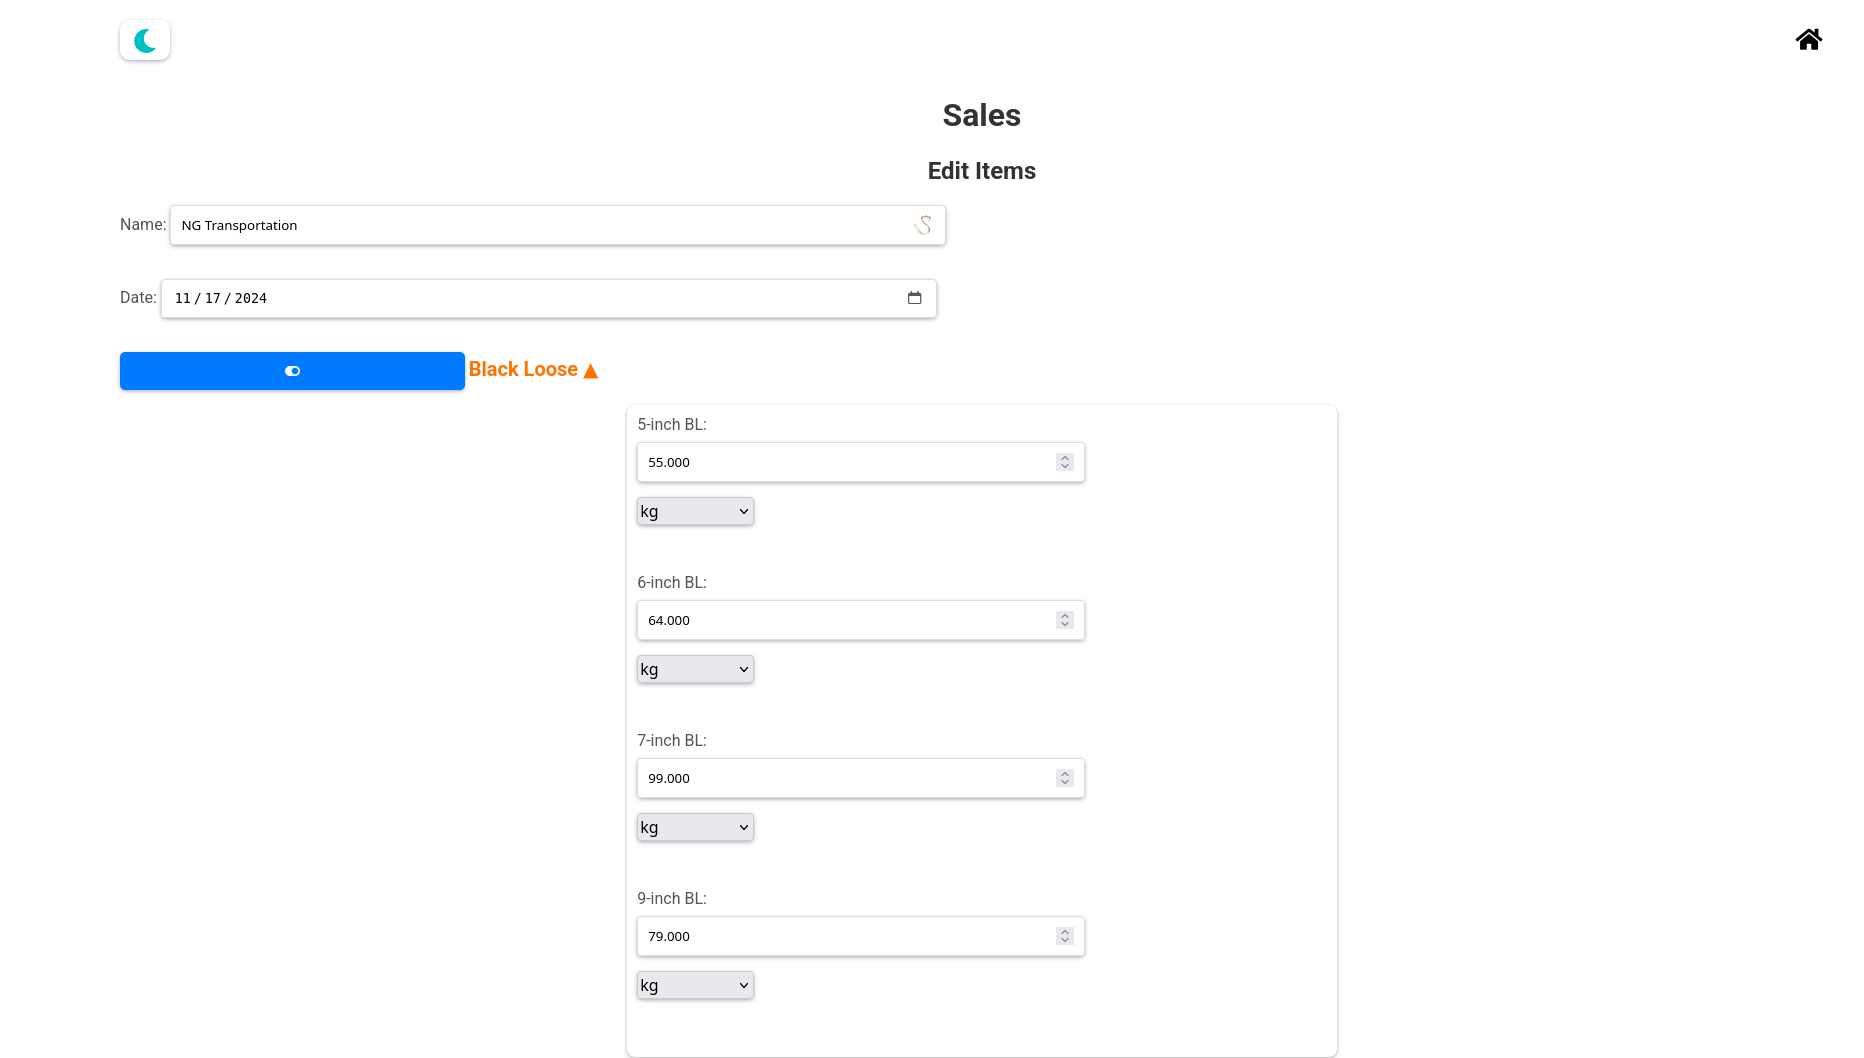 Sales
Edit Items
Name: NG Transportation
Date: 11/17/2024
Black Loose ▲
5-inch BL:
55.000
kg
6-inch BL:
64.000
kg
7-inch BL:
99.000
kg
9-inch BL:
79.000
kg